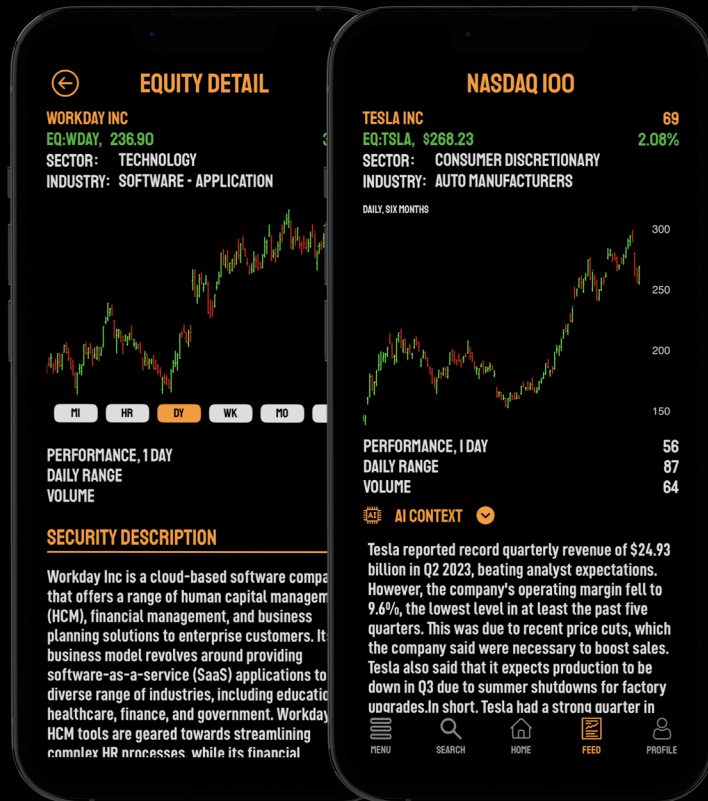 EQUITY DETAIL
WORKDAY INC
EQ:WDAY, 236.90
SECTOR: TECHNOLOGY
INDUSTRY: SOFTWARE - APPLICATION
MI HR DY WK MO
PERFORMANCE, 1 DAY
DAILY RANGE
VOLUME
SECURITY DESCRIPTION
Workday Inc is a cloud-based software
that offers a range of human capital
(HCM), financial management, and business
planning solutions to enterprise customers.
business model revolves around providing
software-as-a-service (SaaS) applications to
diverse range of industries, including
healthcare, finance, and government. Workday
HCM tools are geared towards streamlining
complex HR processes, while its financial
NASDAQ 100
TESLA INC 69
EQ:TSLA, $268.23 2.08%
SECTOR: CONSUMER DISCRETIONARY
INDUSTRY: AUTO MANUFACTURERS
DAILY, SIX MONTHS
300
250
200
150
PERFORMANCE, 1 DAY 56
DAILY RANGE 87
VOLUME 64
AI AI CONTEXT
Tesla reported record quarterly revenue of $24.93
billion in Q2 2023, beating analyst expectations.
However, the company's operating margin fell to
9.6%, the lowest level in at least the past five
quarters. This was due to recent price cuts, which
the company said were necessary to boost sales.
Tesla also said that it expects production to be
down in Q3 due to summer shutdowns for factory
upgrades.In short, Tesla had a strong quarter in
MENU SEARCH HOME FEED PROFILE